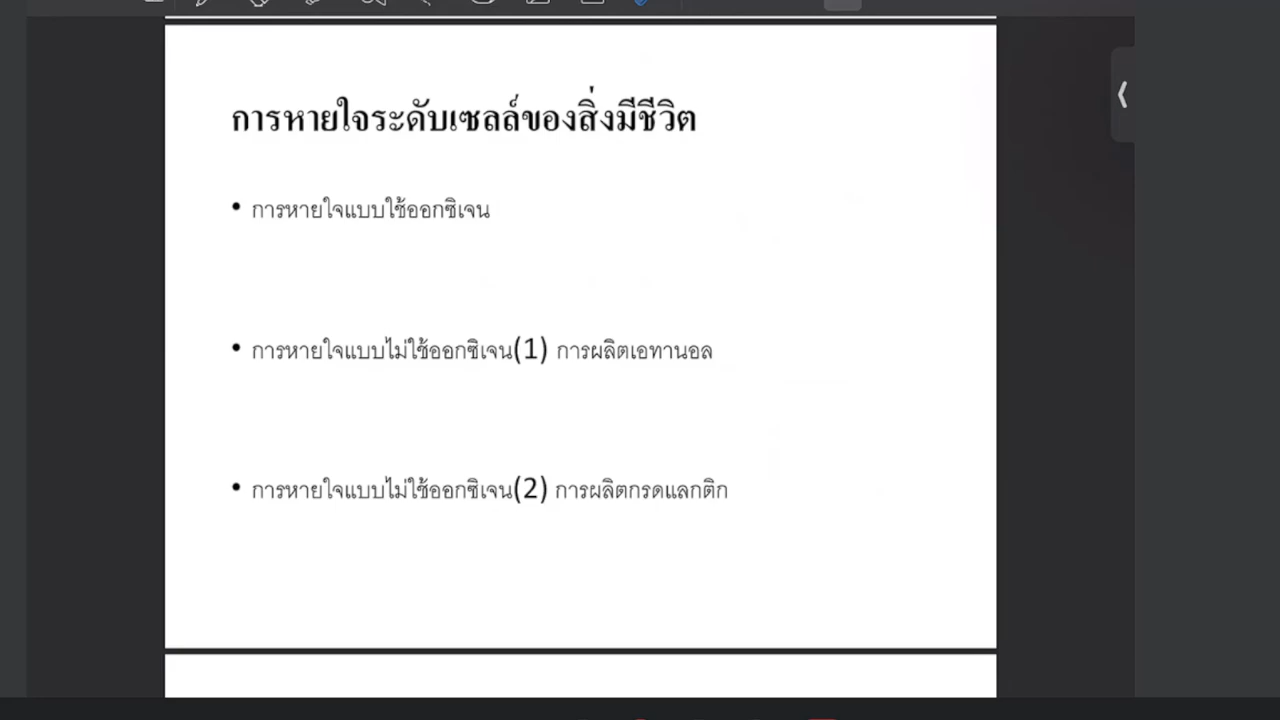 การหายใจระดับเซลล์ของสิ่งมีชีวิต
• การหายใจแบบใช้ออกซิเจน
• การหายใจแบบไม่ใช้ออกซิเจน(1) การผลิตเอทานอล
• การหายใจแบบไม่ใช้ออกซิเจน(2) การผลิตกรดแลกติก